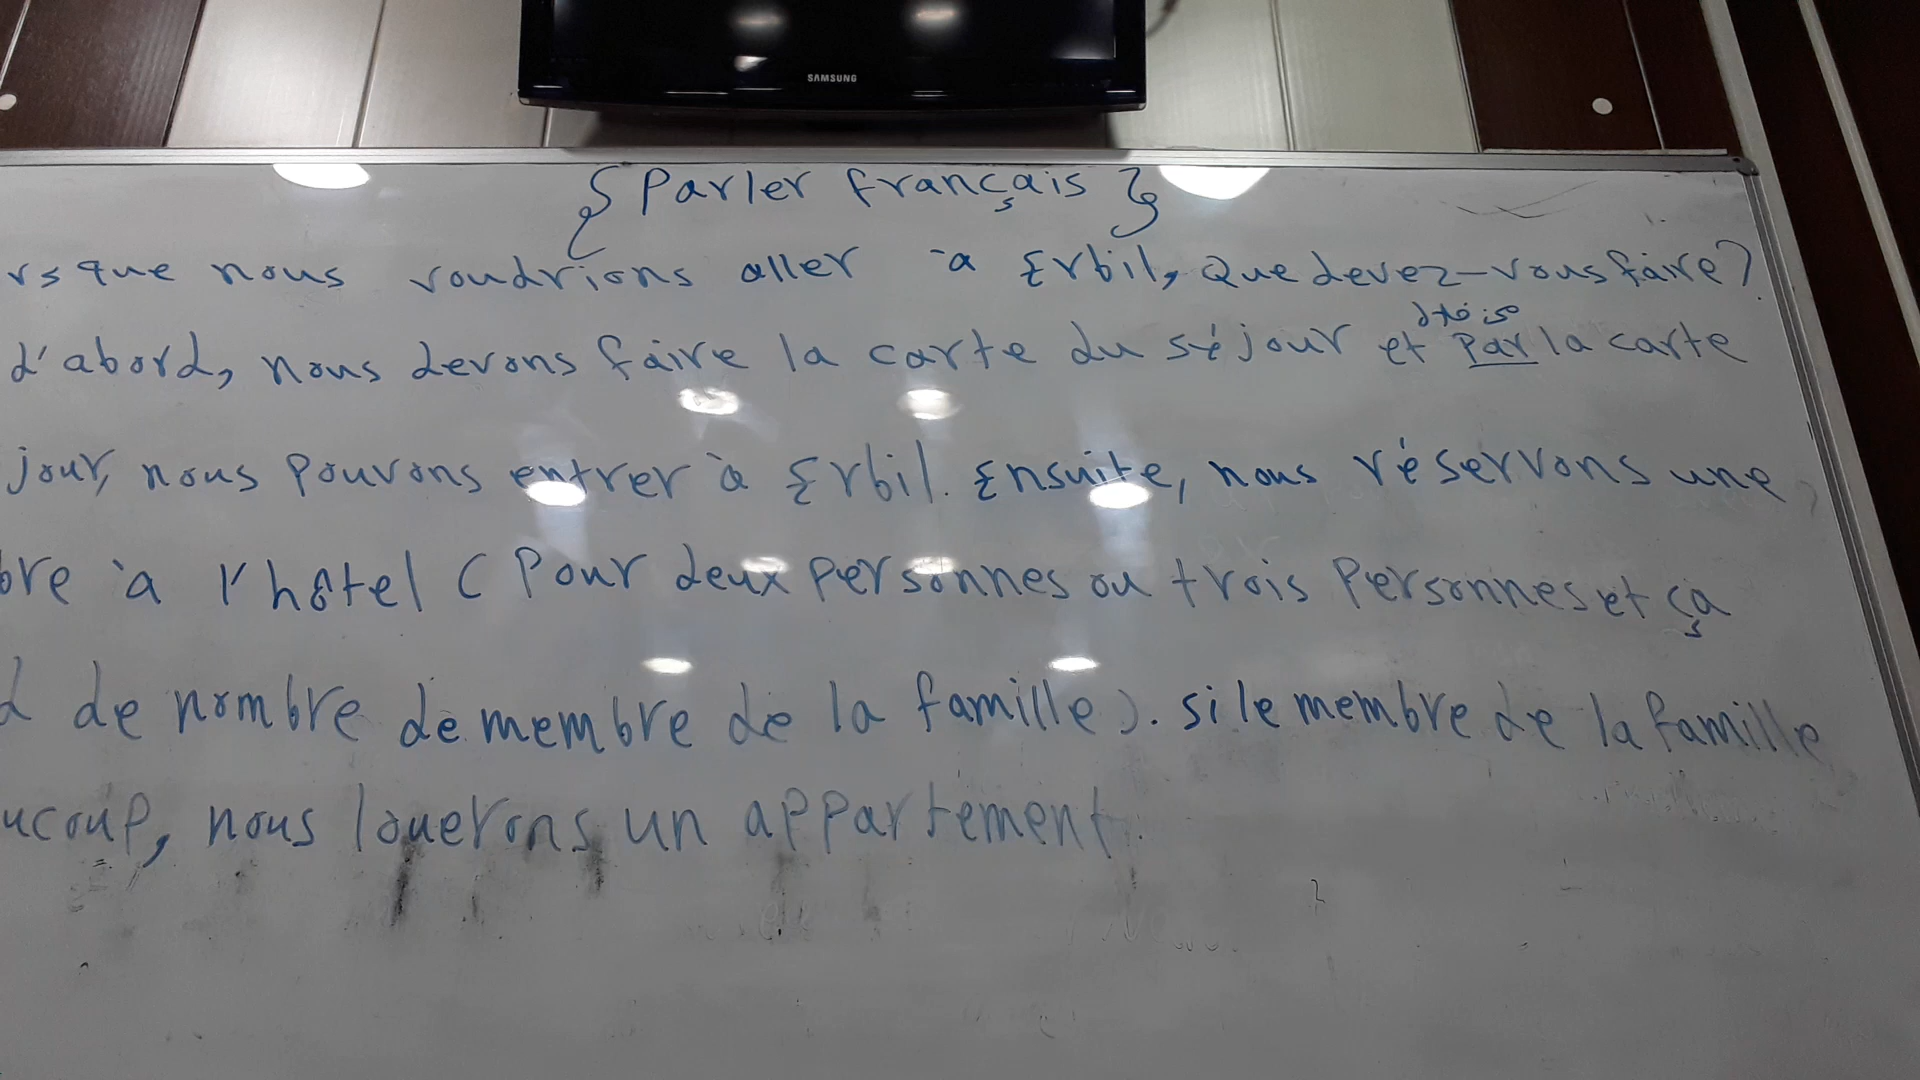 SAMSUNG
{Parler français}
rsque nous voudrions aller à Erbil, Que devez-vous faire?
d'abord, nous devons faire la carte du séjour et par la carte
jour, nous pouvons entrer à Erbil. Ensuite, nous réservons une
bre à l'hôtel (pour deux personnes ou trois personnes et ça
d de nombre de membre de la famille). si le membre de la famille
ucoup, nous louerons un appartement.